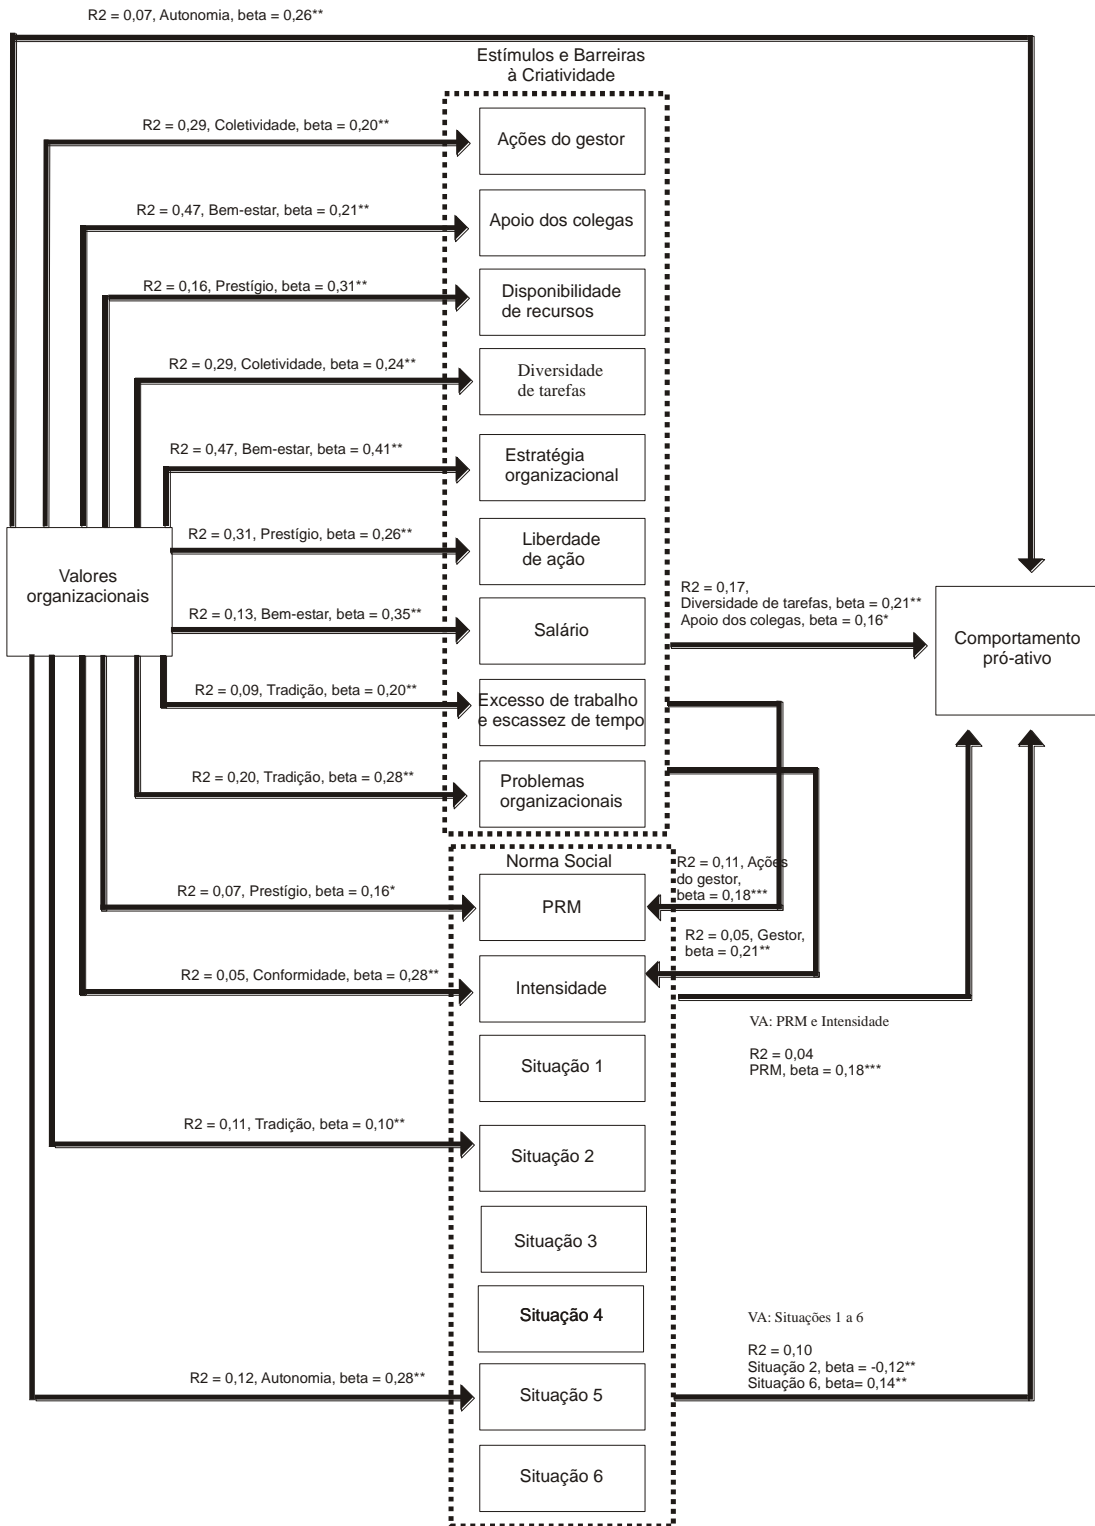 R2 = 0,07, Autonomia, beta = 0,26**
Estímulos e Barreiras
à Criatividade
R2 = 0,29, Coletividade, beta = 0,20**
Ações do gestor
R2 = 0,47, Bem-estar, beta = 0,21**
Apoio dos colegas
R2 = 0,16, Prestígio, beta = 0,31**
Disponibilidade
de recursos
R2 = 0,29, Coletividade, beta = 0,24**
Diversidade
de tarefas
R2 = 0,47, Bem-estar, beta = 0,41**
Estratégia
organizacional
R2 = 0,31, Prestígio, beta = 0,26**
Liberdade
de ação
Valores
organizacionais
R2 = 0,13, Bem-estar, beta = 0,35**
Salário
R2 = 0,17,
Diversidade de tarefas, beta = 0,21**
Apoio dos colegas, beta = 0,16*
Comportamento
pró-ativo
R2 = 0,09, Tradição, beta = 0,20**
Excesso de trabalho
e escassez de tempo
R2 = 0,20, Tradição, beta = 0,28**
Problemas
organizacionais
Norma Social
R2 = 0,11, Ações
do gestor,
beta = 0,18***
R2 = 0,07, Prestígio, beta = 0,16*
PRM
R2 = 0,05, Gestor,
beta = 0,21**
R2 = 0,05, Conformidade, beta = 0,28**
Intensidade
VA: PRM e Intensidade
R2 = 0,04
PRM, beta = 0,18***
Situação 1
R2 = 0,11, Tradição, beta = 0,10**
Situação 2
Situação 3
Situação 4
VA: Situações 1 a 6
R2 = 0,10
Situação 2, beta = -0,12**
Situação 6, beta= 0,14**
R2 = 0,12, Autonomia, beta = 0,28**
Situação 5
Situação 6